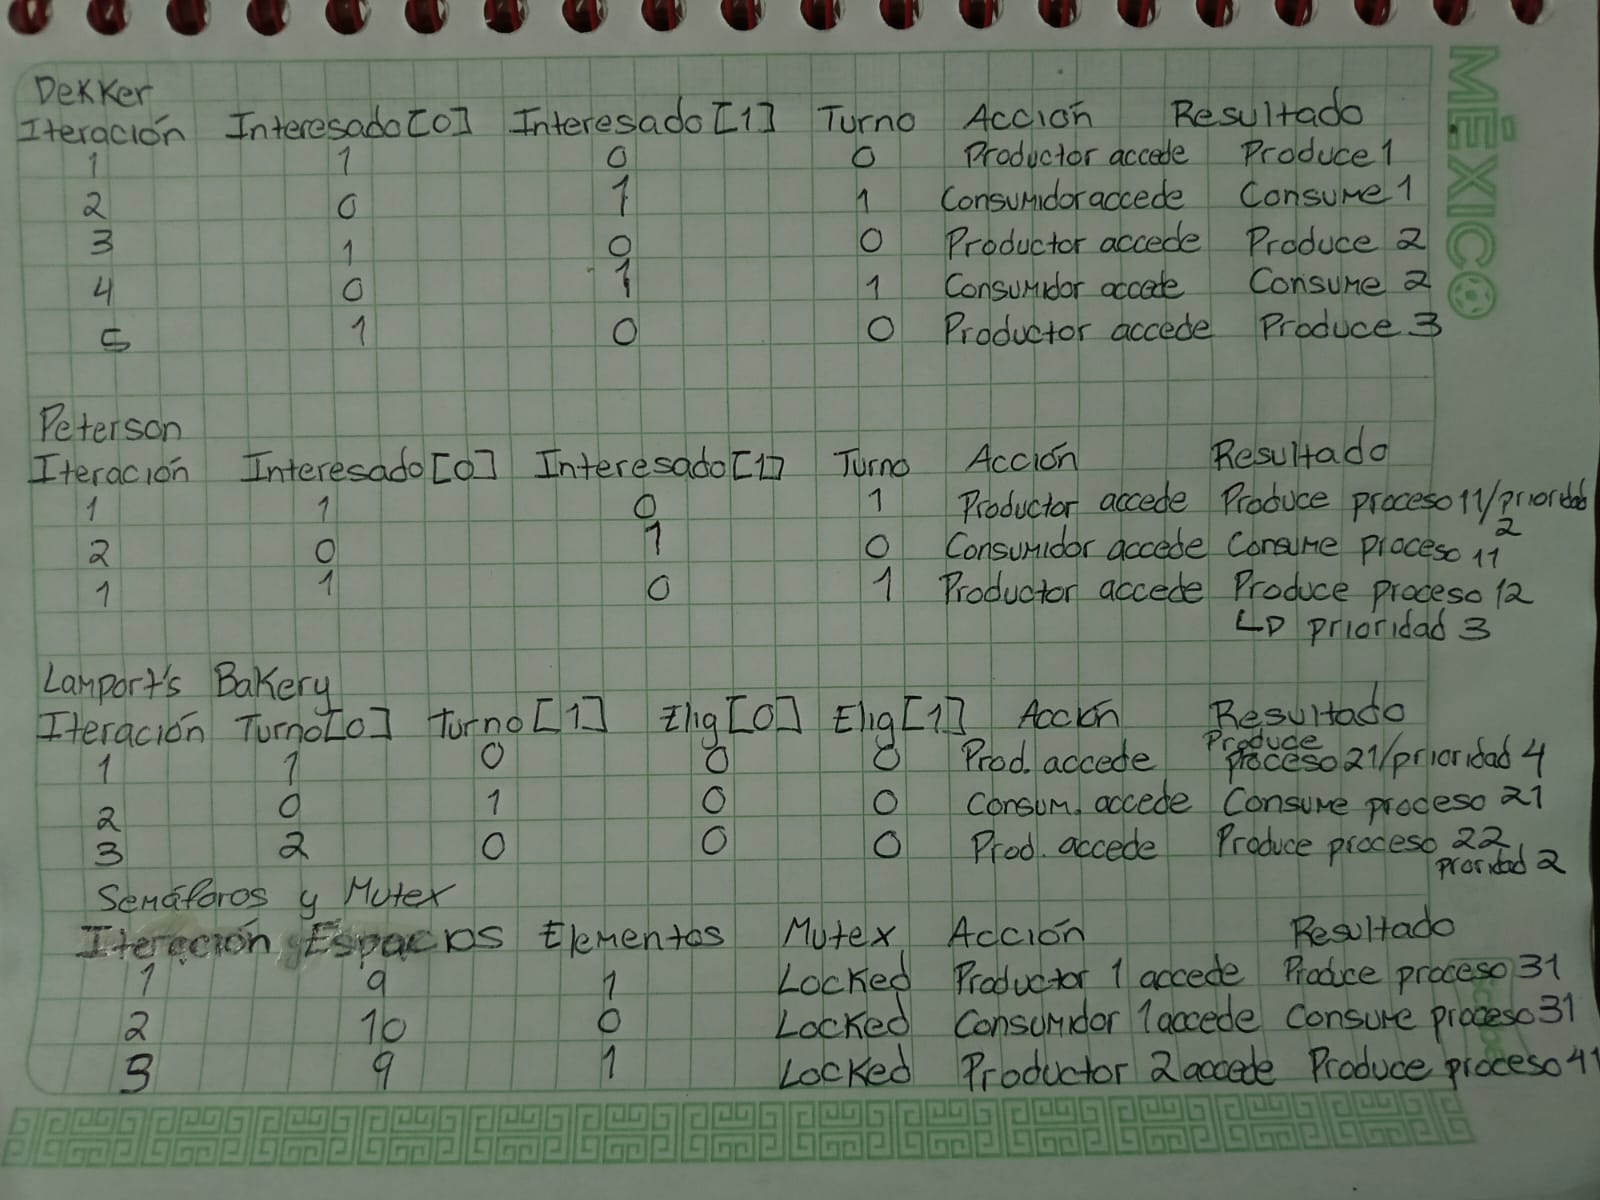 DeKKer
Iteración Interesado[0] Interesado[1] Turno Acción Resultado
1 1 0 0 Productor accede Produce 1
2 0 1 1 Consumidor accede Consume 1
3 1 0 0 Productor accede Produce 2
4 0 1 1 Consumidor accede Consume 2
5 1 0 0 Productor accede Produce 3
Peterson
Iteración Interesado[0] Interesado[1] Turno Acción Resultado
1 1 0 1 Productor accede Produce proceso 11/prioridad
2
2 0 1 0 Consumidor accede Consume proceso 11
1 1 0 1 Productor accede Produce proceso 12
prioridad 3
Lamport's Bakery
Iteración Turno[0] Turno[1] Elig[0] Elig[1] Acción Resultado
Produce
1 1 0 0 0 Prod. accede proceso 21/prioridad 4
2 0 1 0 0 Consum. accede Consume proceso 21
3 2 0 0 0 Prod. accede Produce proceso 22
prioridad 2
Semáforos y Mutex
Iteración Espacios Elementos Mutex Acción Resultado
1 9 1 Locked Productor 1 accede Produce proceso 31
2 10 0 Locked Consumidor 1 accede Consume proceso 31
3 9 1 Locked Productor 2 accede Produce proceso 41
MÉXICO